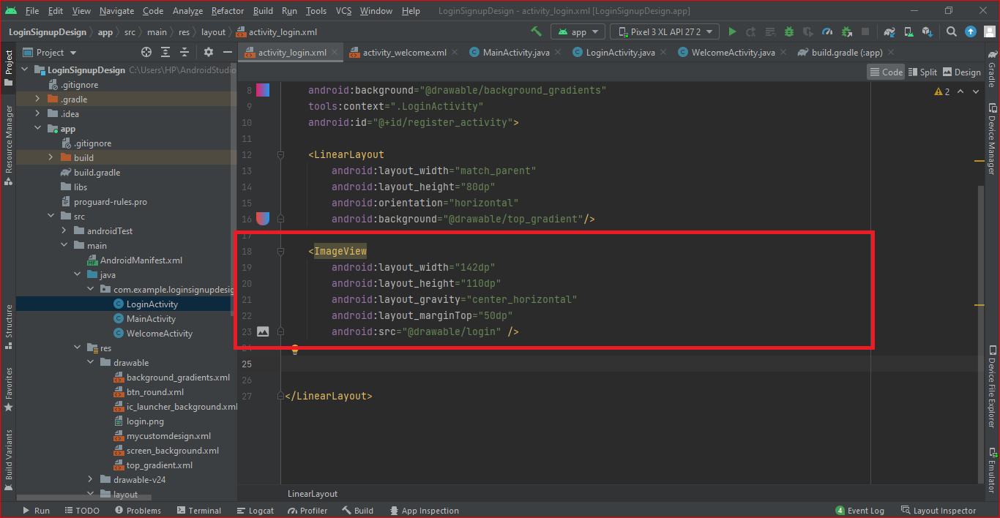 File Edit View Navigate Code Analyze Refactor Build Run Tools VCS Window Help LoginSignupDesign - activity_login.xml [LoginSignupDesign.app]
LoginSignupDesign app src main res layout activity_login.xml app Pixel 3 XL API 27 2
Project
activity_login.xml activity_welcome.xml MainActivity.java LoginActivity.java WelcomeActivity.java build.gradle (:app)
Code Split Design
Project
Resource Manager
Structure
Favorites
Build Variants
LoginSignupDesign C:\Users\HP\AndroidStudio
.gitignore
.gradle
.idea
app
.gitignore
build
build.gradle
libs
proguard-rules.pro
src
androidTest
main
AndroidManifest.xml
java
com.example.loginsignupdesig
LoginActivity
MainActivity
WelcomeActivity
res
drawable
background_gradients.xml
btn_round.xml
ic_launcher_background.xml
login.png
mycustomdesign.xml
screen_background.xml
top_gradient.xml
drawable-v24
layout
2
8 android:background="@drawable/background_gradients"
9 tools:context=".LoginActivity"
10 android:id="@+id/register_activity">
11
12 <LinearLayout
13 android:layout_width="match_parent"
14 android:layout_height="80dp"
15 android:orientation="horizontal"
16 android:background="@drawable/top_gradient"/>
17
18 <ImageView
19 android:layout_width="142dp"
20 android:layout_height="110dp"
21 android:layout_gravity="center_horizontal"
22 android:layout_marginTop="50dp"
23 android:src="@drawable/login" />
24
25
26
27 </LinearLayout>
LinearLayout
Gradle
Device Manager
Device File Explorer
Emulator
Run TODO Problems Terminal Logcat Profiler Build App Inspection 4 Event Log Layout Inspector